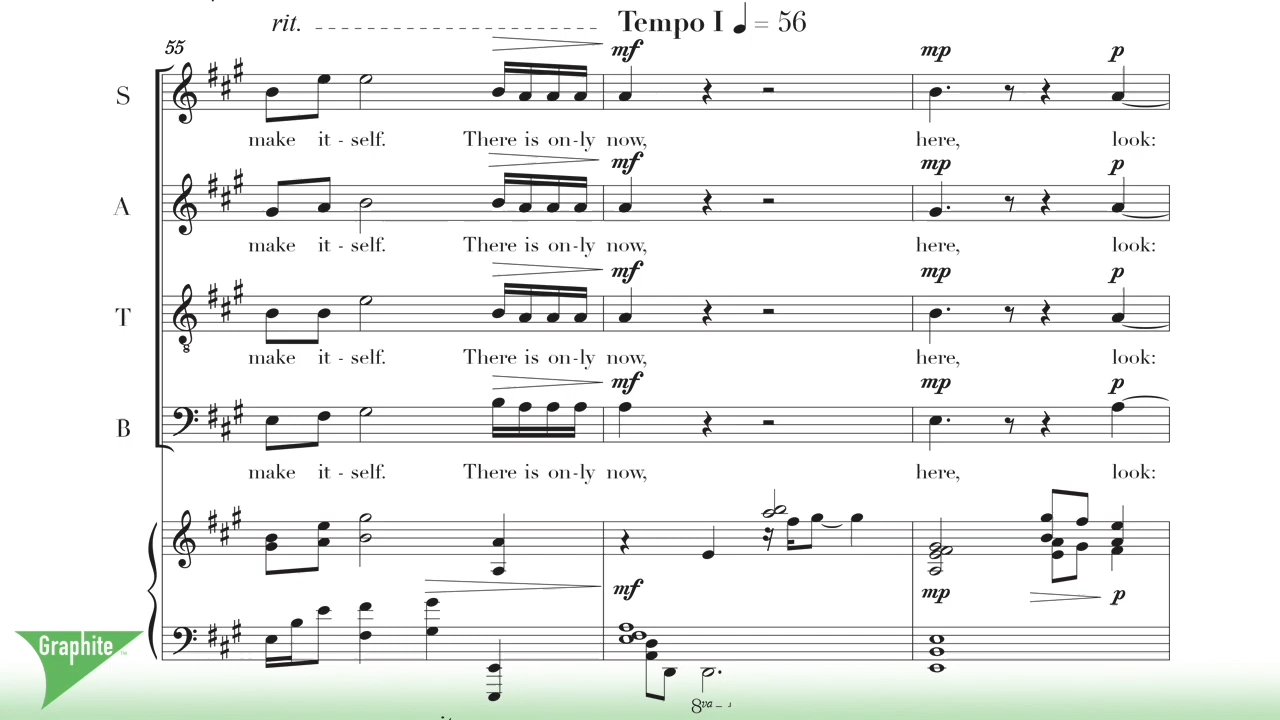 rit. Tempo I ♩ = 56
55 mf mp p
S
make it - self. There is on - ly now, here, look:
mf mp p
A
make it - self. There is on - ly now, here, look:
mf mp p
T
8
make it - self. There is on - ly now, here, look:
mf mp p
B
make it - self. There is on - ly now, here, look:
mf mp p
Graphite™
8va